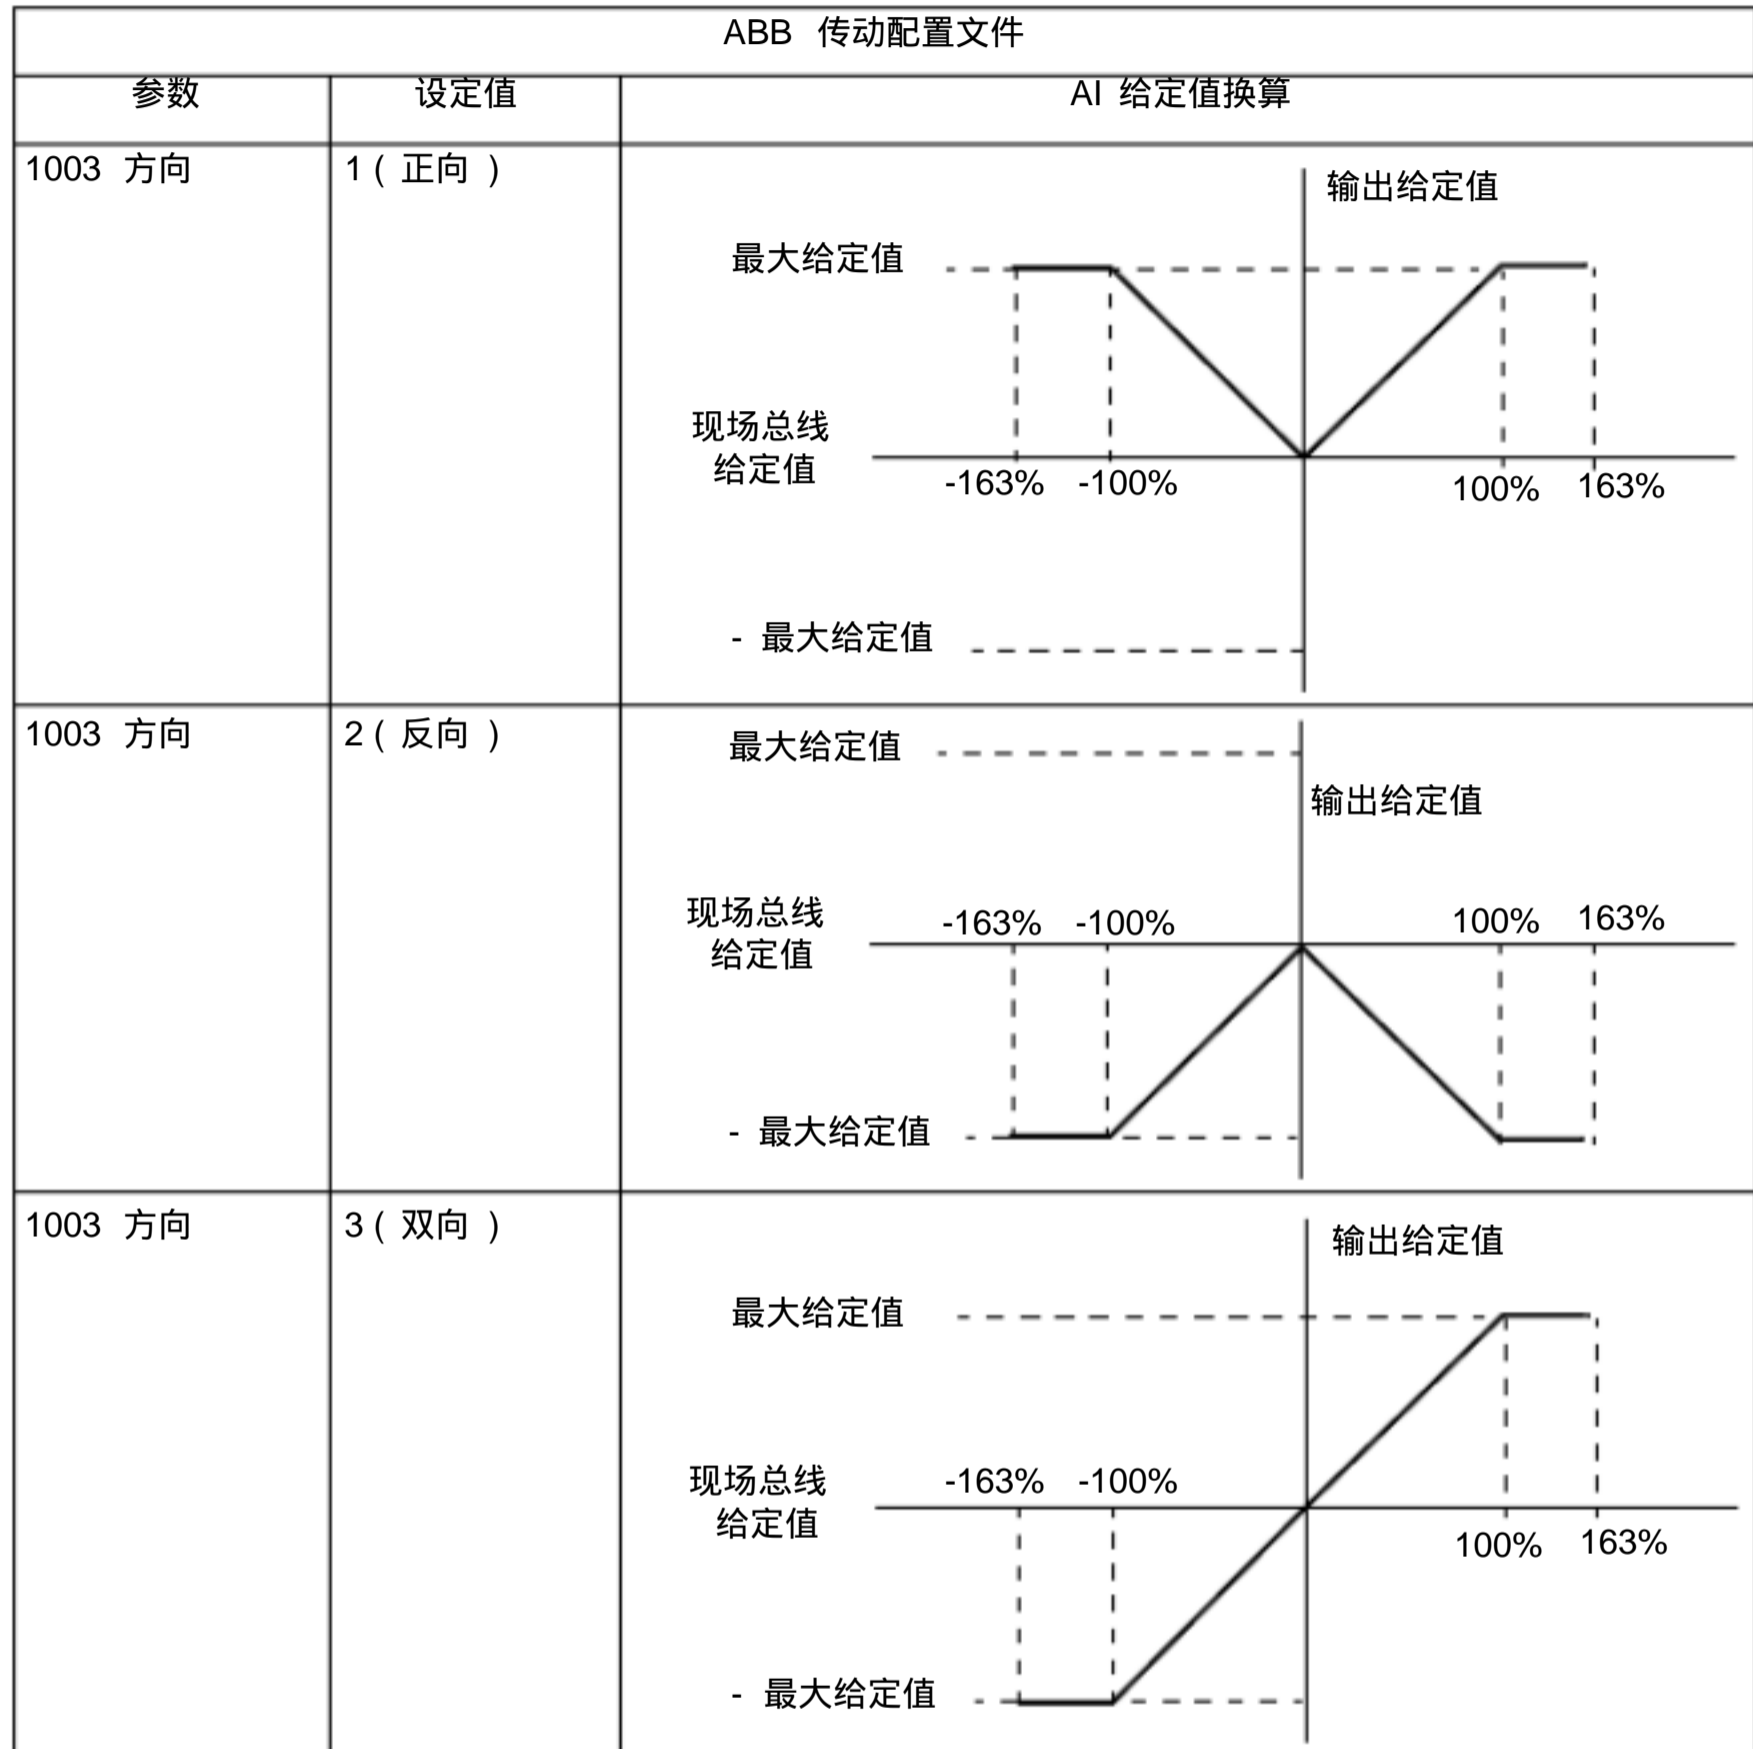 ABB 传动配置文件
参数 设定值 AI 给定值换算
1003 方向 1 ( 正向 )
输出给定值
最大给定值
现场总线
给定值
-163% -100% 100% 163%
- 最大给定值
1003 方向 2 ( 反向 )
最大给定值
输出给定值
现场总线
给定值
-163% -100% 100% 163%
- 最大给定值
1003 方向 3 ( 双向 )
输出给定值
最大给定值
现场总线
给定值
-163% -100%
100% 163%
- 最大给定值